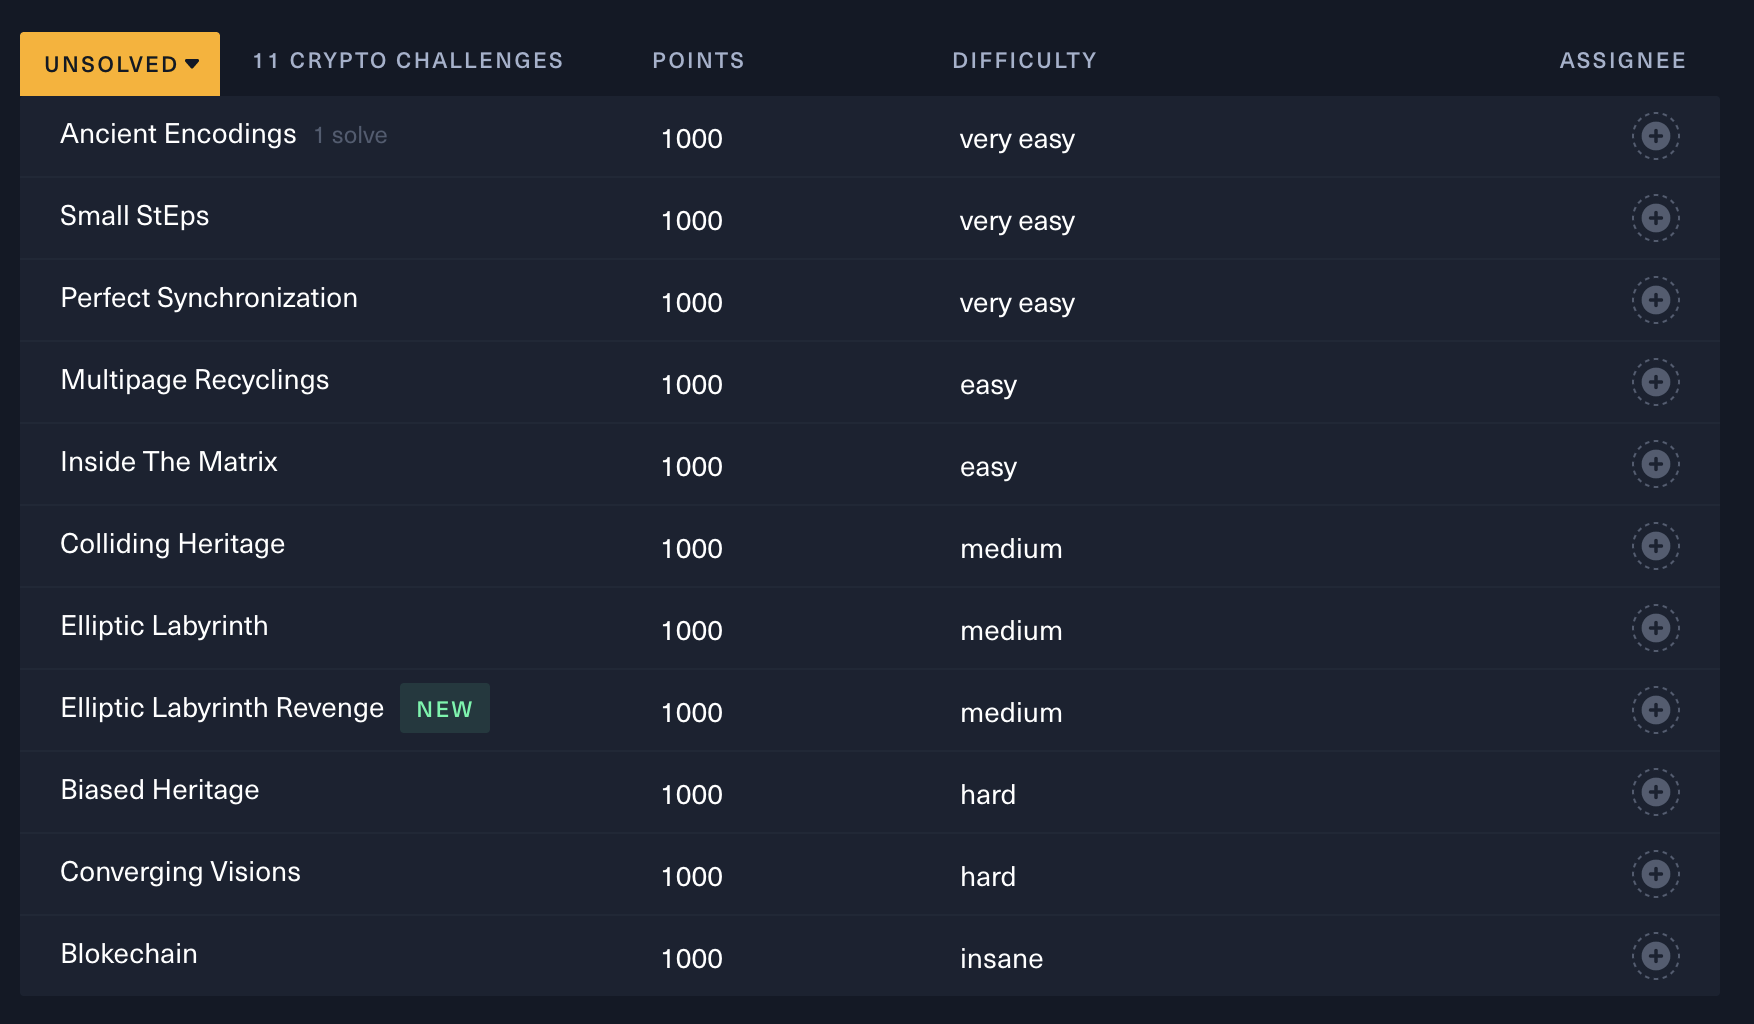 UNSOLVED 11 CRYPTO CHALLENGES POINTS DIFFICULTY ASSIGNEE
Ancient Encodings 1 solve 1000 very easy
Small StEps 1000 very easy
Perfect Synchronization 1000 very easy
Multipage Recyclings 1000 easy
Inside The Matrix 1000 easy
Colliding Heritage 1000 medium
Elliptic Labyrinth 1000 medium
Elliptic Labyrinth Revenge NEW 1000 medium
Biased Heritage 1000 hard
Converging Visions 1000 hard
Blokechain 1000 insane